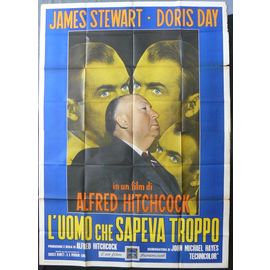 JAMES STEWART - DORIS DAY
in un film di
ALFRED HITCHCOCK
L'UOMO CHE SAPEVA TROPPO
ALFRED HITCHCOCK
JOHN MICHAEL HAYES
TECHNICOLOR